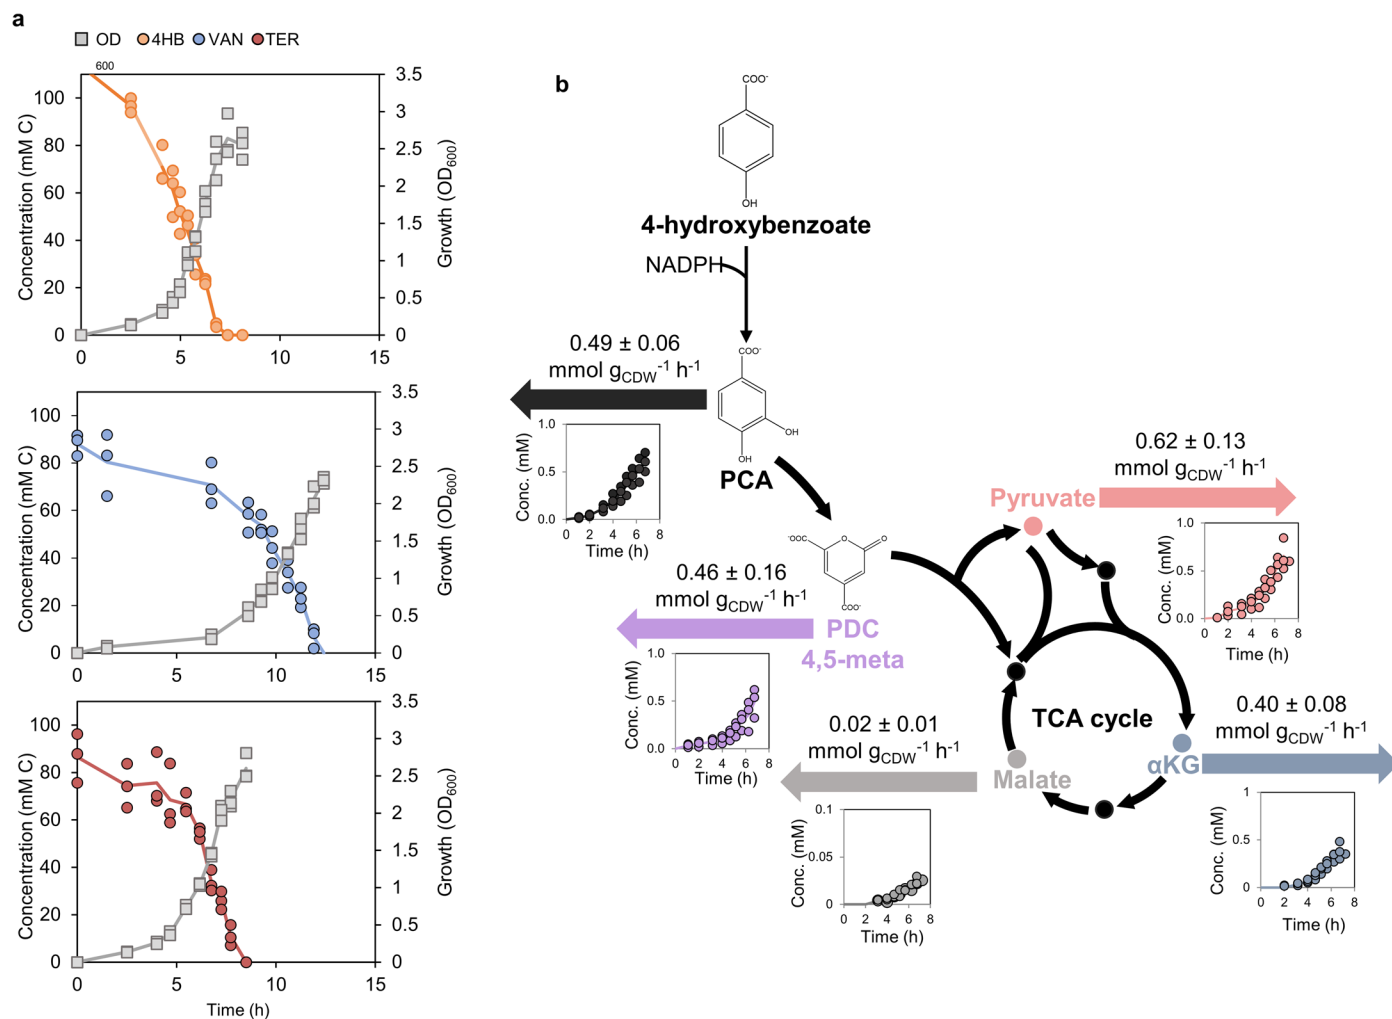 a
OD 4HB VAN TER
600
Concentration (mM C)
100
80
60
40
20
0
3.5
3
2.5
2
1.5
1
0.5
0
Growth (OD600)
0 5 10 15
Concentration (mM C)
100
80
60
40
20
0
3.5
3
2.5
2
1.5
1
0.5
0
Growth (OD600)
0 5 10 15
Concentration (mM C)
100
80
60
40
20
0
3.5
3
2.5
2
1.5
1
0.5
0
Growth (OD600)
0 5 10 15
Time (h)
b
COO-
OH
4-hydroxybenzoate
NADPH
0.49 ± 0.06
mmol gCDW-1 h-1
COO-
OH
OH
PCA
Conc. (mM)
1.0
0.5
0.0
0 2 4 6 8
Time (h)
-OOC O O
COO-
PDC
4,5-meta
0.46 ± 0.16
mmol gCDW-1 h-1
Conc. (mM)
1.0
0.5
0.0
0 2 4 6 8
Time (h)
Pyruvate
0.62 ± 0.13
mmol gCDW-1 h-1
Conc. (mM)
1.0
0.5
0.0
0 2 4 6 8
Time (h)
TCA cycle
0.02 ± 0.01
mmol gCDW-1 h-1
Malate
Conc. (mM)
0.1
0.05
0
0 2 4 6 8
Time (h)
αKG
0.40 ± 0.08
mmol gCDW-1 h-1
Conc. (mM)
1
0.5
0
0 2 4 6 8
Time (h)